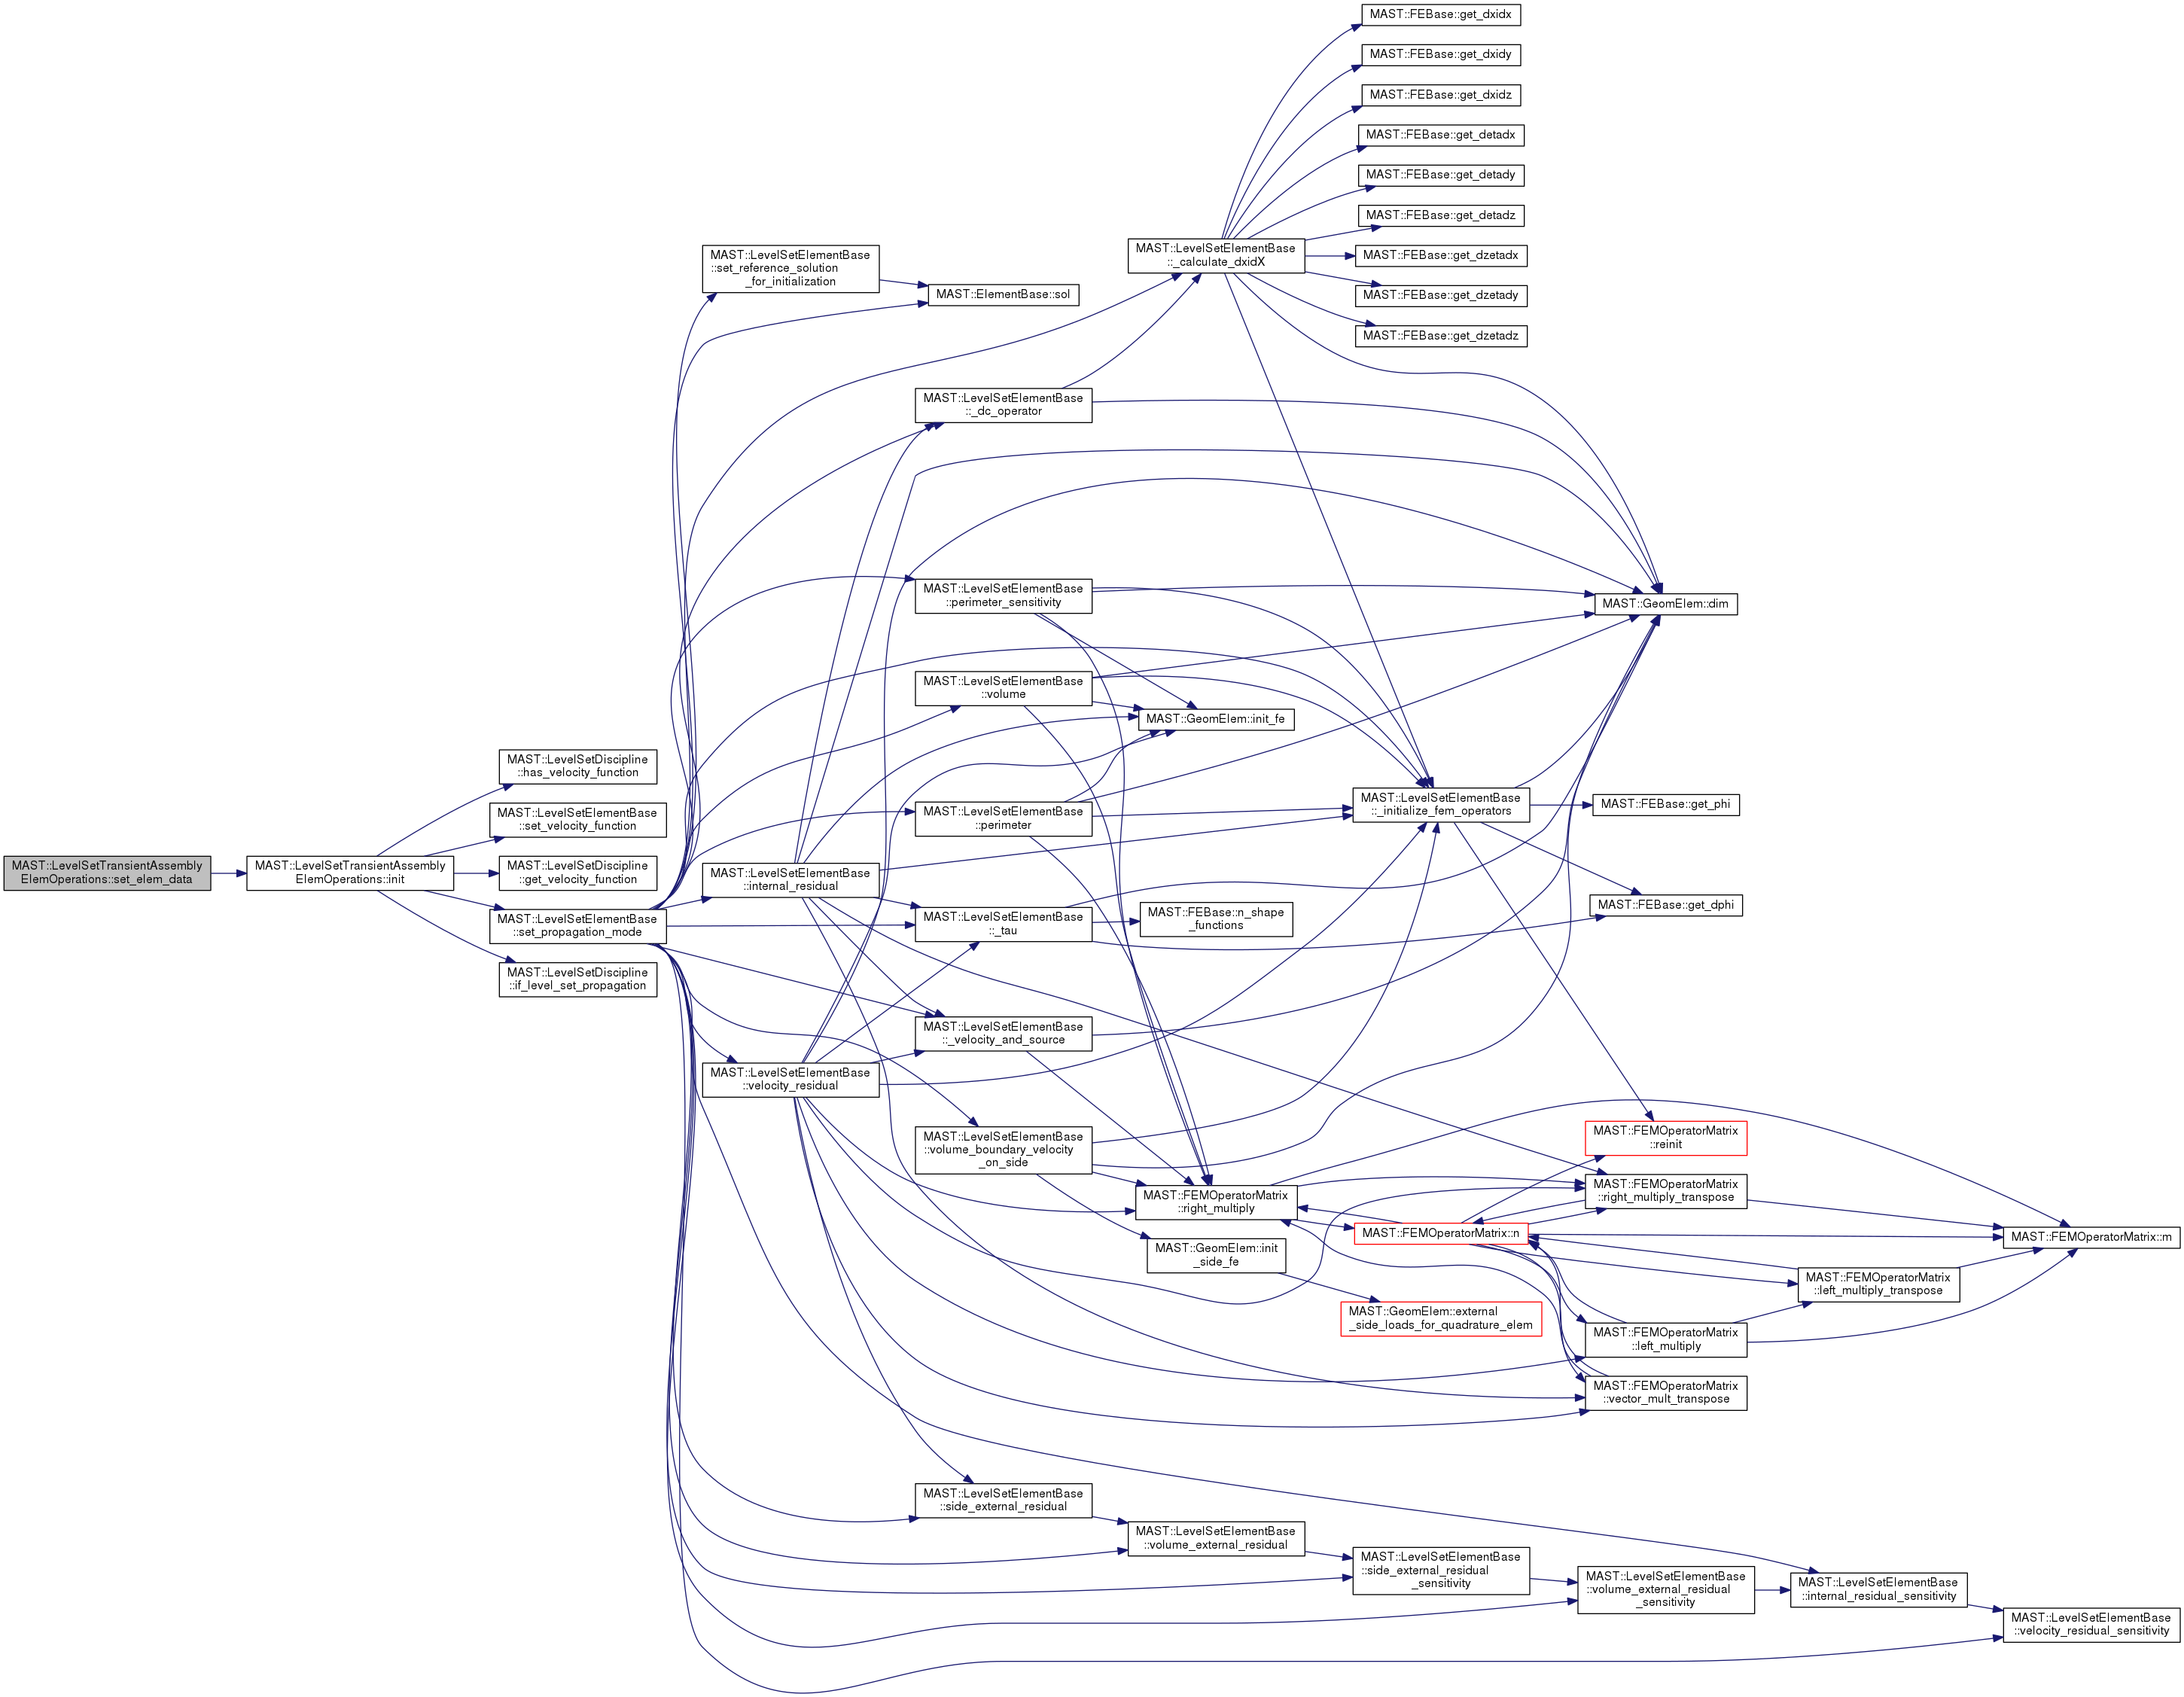 MAST::LevelSetTransientAssembly
ElemOperations::set_elem_data
MAST::LevelSetTransientAssembly
ElemOperations::init
MAST::LevelSetDiscipline
::has_velocity_function
MAST::LevelSetElementBase
::set_velocity_function
MAST::LevelSetDiscipline
::get_velocity_function
MAST::LevelSetElementBase
::set_propagation_mode
MAST::LevelSetDiscipline
::if_level_set_propagation
MAST::LevelSetElementBase
::set_reference_solution
_for_initialization
MAST::LevelSetElementBase
::internal_residual
MAST::LevelSetElementBase
::velocity_residual
MAST::ElementBase::sol
MAST::LevelSetElementBase
::_dc_operator
MAST::LevelSetElementBase
::perimeter_sensitivity
MAST::LevelSetElementBase
::volume
MAST::LevelSetElementBase
::perimeter
MAST::LevelSetElementBase
::_tau
MAST::LevelSetElementBase
::_velocity_and_source
MAST::LevelSetElementBase
::volume_boundary_velocity
_on_side
MAST::LevelSetElementBase
::side_external_residual
MAST::LevelSetElementBase
::_calculate_dxidX
MAST::GeomElem::init_fe
MAST::FEBase::n_shape
_functions
MAST::FEMOperatorMatrix
::right_multiply
MAST::GeomElem::init
_side_fe
MAST::LevelSetElementBase
::volume_external_residual
MAST::FEBase::get_dxidx
MAST::FEBase::get_dxidy
MAST::FEBase::get_dxidz
MAST::FEBase::get_detadx
MAST::FEBase::get_detady
MAST::FEBase::get_detadz
MAST::FEBase::get_dzetadx
MAST::FEBase::get_dzetady
MAST::FEBase::get_dzetadz
MAST::LevelSetElementBase
::_initialize_fem_operators
MAST::FEMOperatorMatrix::n
MAST::GeomElem::external
_side_loads_for_quadrature_elem
MAST::LevelSetElementBase
::side_external_residual
_sensitivity
MAST::GeomElem::dim
MAST::FEBase::get_phi
MAST::FEBase::get_dphi
MAST::FEMOperatorMatrix
::reinit
MAST::FEMOperatorMatrix
::right_multiply_transpose
MAST::FEMOperatorMatrix
::left_multiply
MAST::FEMOperatorMatrix
::vector_mult_transpose
MAST::LevelSetElementBase
::volume_external_residual
_sensitivity
MAST::FEMOperatorMatrix
::left_multiply_transpose
MAST::LevelSetElementBase
::internal_residual_sensitivity
MAST::FEMOperatorMatrix::m
MAST::LevelSetElementBase
::velocity_residual_sensitivity